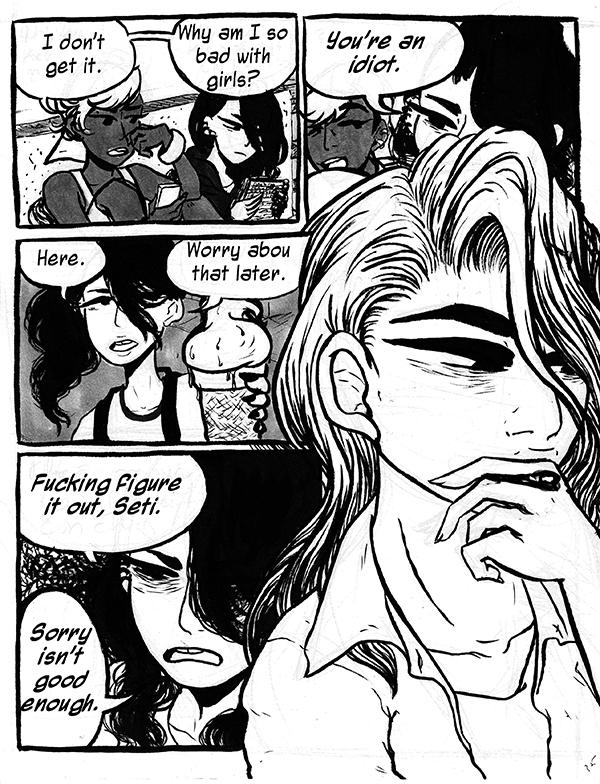 I don't
get it.
Why am I so
bad with
girls?
You're an
idiot.
Here.
Worry abou
that later.
Fucking figure
it out, Seti.
Sorry
isn't
good
enough.